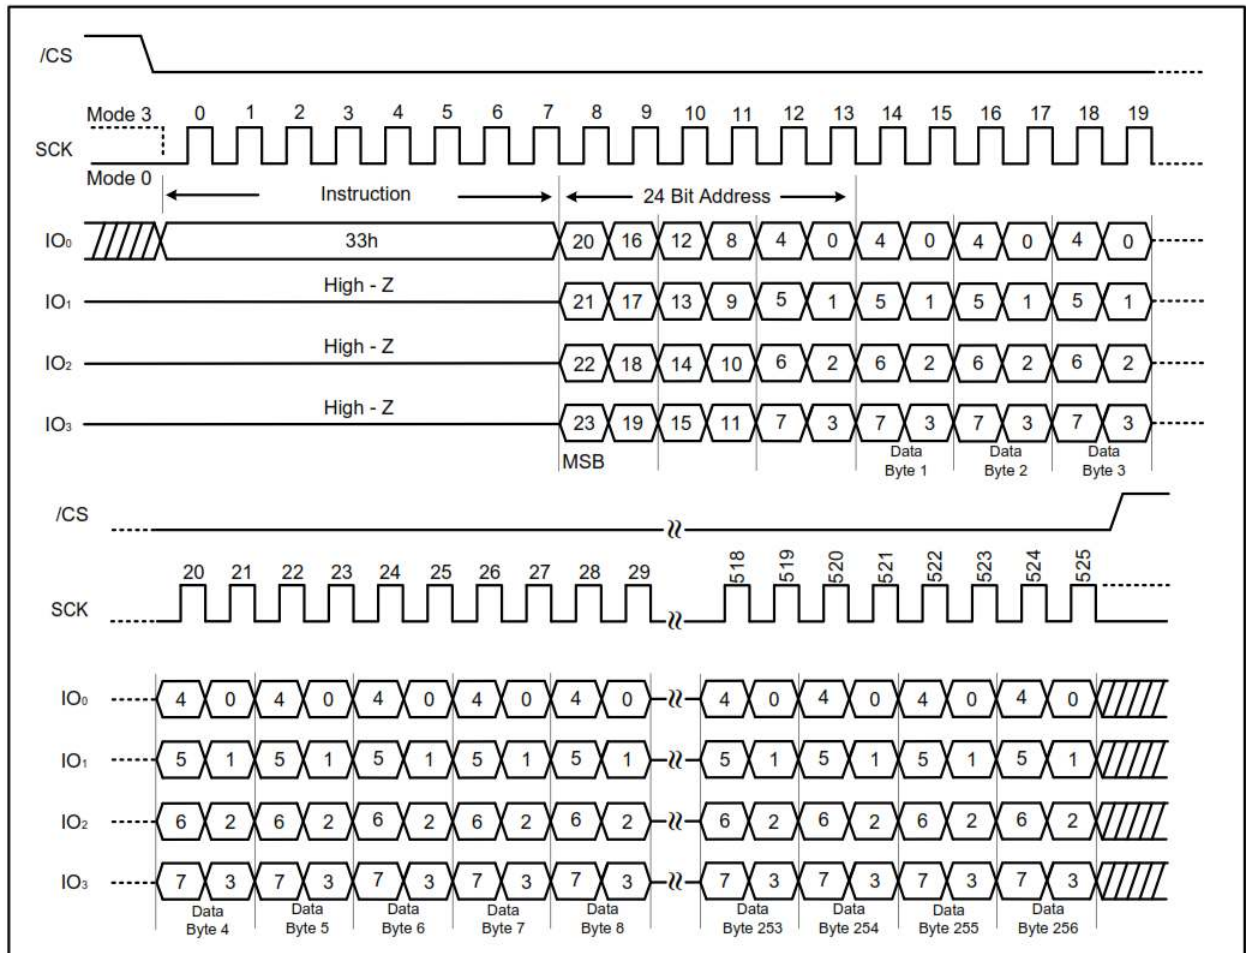 /CS
Mode 3 0 1 2 3 4 5 6 7 8 9 10 11 12 13 14 15 16 17 18 19
SCK
Mode 0
Instruction 24 Bit Address
IO0 33h 20 16 12 8 4 0 4 0 4 0 4 0
IO1 High - Z 21 17 13 9 5 1 5 1 5 1 5 1
IO2 High - Z 22 18 14 10 6 2 6 2 6 2 6 2
IO3 High - Z 23 19 15 11 7 3 7 3 7 3 7 3
MSB Data Byte 1 Data Byte 2 Data Byte 3
/CS
20 21 22 23 24 25 26 27 28 29 518 519 520 521 522 523 524 525
SCK
IO0 4 0 4 0 4 0 4 0 4 0 4 0 4 0 4 0 4 0
IO1 5 1 5 1 5 1 5 1 5 1 5 1 5 1 5 1 5 1
IO2 6 2 6 2 6 2 6 2 6 2 6 2 6 2 6 2 6 2
IO3 7 3 7 3 7 3 7 3 7 3 7 3 7 3 7 3 7 3
Data Data Data Data Data Data Data Data Data
Byte 4 Byte 5 Byte 6 Byte 7 Byte 8 Byte 253 Byte 254 Byte 255 Byte 256